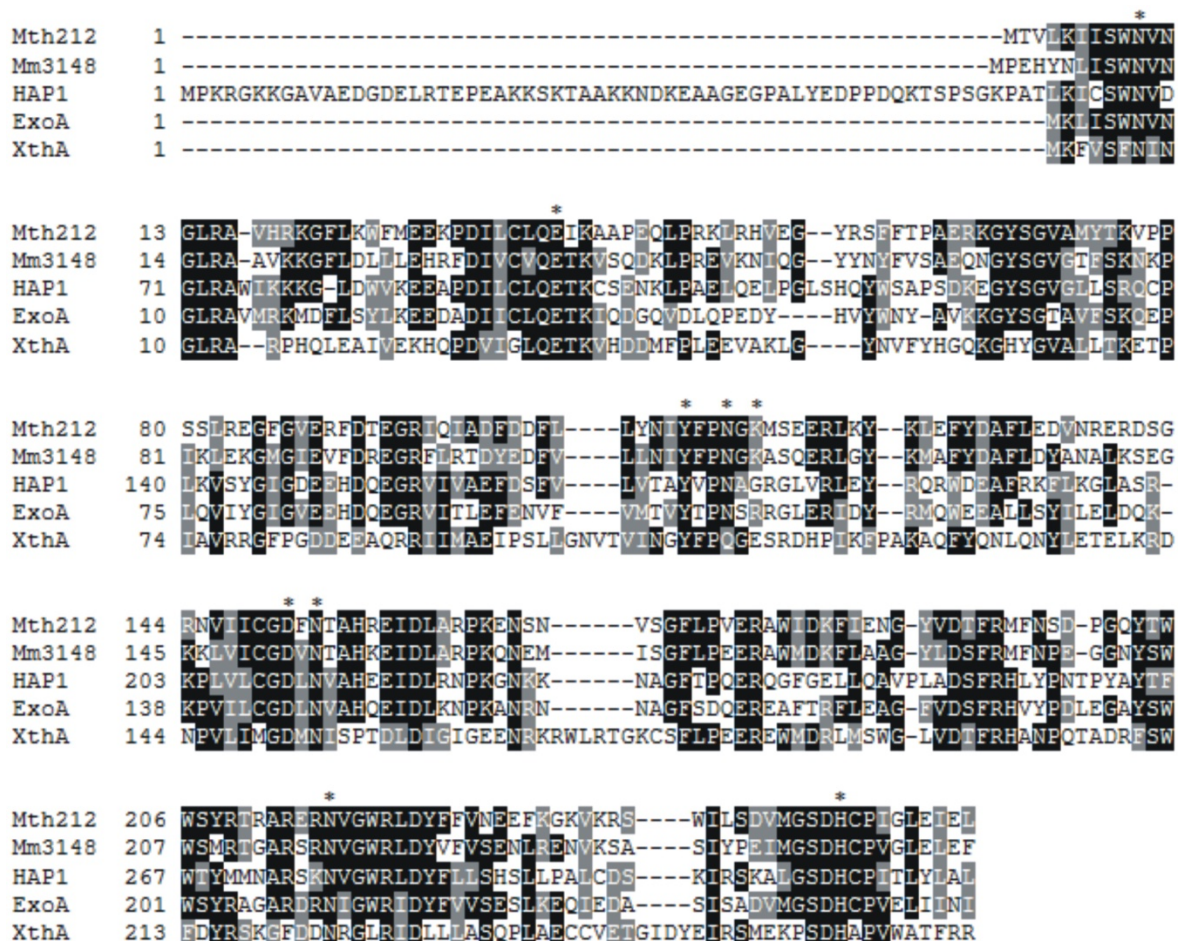 *
Mth212 1 ----------------------------------------------------------MTVLKIISWNVN
Mm3148 1 ---------------------------------------------------------MPEHYNLISWNVN
HAP1 1 MPKRGKKGAVAEDGDELRTEPEAKKSKTAAKKNDKEAAGEGPALYEDPPDQKTSPSGKPATLKICSWNVD
ExoA 1 -------------------------------------------------------------MKLISWNVN
XthA 1 -------------------------------------------------------------MKFVSFNIN
*
Mth212 13 GLRA-VHRKGFLKWFMEEKPDILCLQEIKAAPEQLPRKLRHVEG--YRSFFTPAERKGYSGVAMYTKVPP
Mm3148 14 GLRA-AVKKGFLDLLLEHRFDIVCVQETKVSQDKLPREVKNIQG--YYNYFVSAEQNGYSGVGTFSKNKP
HAP1 71 GLRAWIKKKG-LDWVKEEAPDILCLQETKCSENKLPAELQELPGLSHQYWSAPSDKEGYSGVGLLSRQCP
ExoA 10 GLRAVMRKMDFLSYLKEEDADIICLQETKIQDGQVDLQPEDY----HVYWNY-AVKKGYSGTAVFSKQEP
XthA 10 GLRA--RPHQLEAIVEKHQPDVIGLQETKVHDDMFPLEEVAKLG---YNVFYHGQKGHYGVALLTKETP
* * *
Mth212 80 SSLREGFGVERFDTEGRIQIADFDDFL----LYNIYFPNGKMSEERLKY--KLEFYDAFLEDVNRERDSG
Mm3148 81 IKLEKGMGIEVFDREGRFLRTDYEDFV----LLNIYFPNGKASQERLGY--KMAFYDAFLDYANALKSEG
HAP1 140 LKVSYGIGDEEHDQEGRVIVAEFDSFV----LVTAYVPNAGRGLVRLEY--RQRWDEAFRKFLKGLASR-
ExoA 75 LQVIYGIGVEEHDQEGRVITLEFENVF----VMTVYTPNSRRGLERIDY--RMQWEEALLSYILELDQK-
XthA 74 IAVRRGFPGDDEEAQRRIIMAEIPSLLGNVTVINGYFPQGESRDHPIKFPAKAQFYQNLQNYLETELKRD
* *
Mth212 144 RNVIICGDFNTAHREIDLARPKENSN------VSGFLPVERAWIDKFIENG-YVDTFRMFNSD-PGQYTW
Mm3148 145 KKLVICGDVNTAHKEIDLARPKQNEM------ISGFLPEERAWMDKFLAAG-YLDSFRMFNPE-GGNYSW
HAP1 203 KPLVLCGDLNVAHEEIDLRNPKGNKK------NAGFTPQERQGFGELLQAVPLADSFRHLYPNTPYAYTF
ExoA 138 KPVILCGDLNVAHQEIDLKNPKANRN------NAGFSDQEREAFTRFLEAG-FVDSFRHVYPDLEGAYSW
XthA 144 NPVLIMGDMNISPTDLDIGIGEENRKRWLRTGKCSFLPEEREWMDRLMSWG-LVDTFRHANPQTADRFSW
* *
Mth212 206 WSYRTRARERNVGWRLDYFFVNEEFKGKVKRS----WILSDVMGSDHCPIGLEIEL
Mm3148 207 WSMRTGARSRNVGWRLDYVFVSENLRENVKSA----SIYPEIMGSDHCPVGLELEF
HAP1 267 WTYMMNARSKNVGWRLDYFLLSHSLLPALCDS----KIRSKALGSDHCPITLYLAL
ExoA 201 WSYRAGARDRNIGWRIDYFVVSESLKEQIEDA----SISADVMGSDHCPVELIINI
XthA 213 FDYRSKGFDDNRGLRIDLLLASQPLAECCVETGIDYEIRSMEKPSDHAPVWATFRR